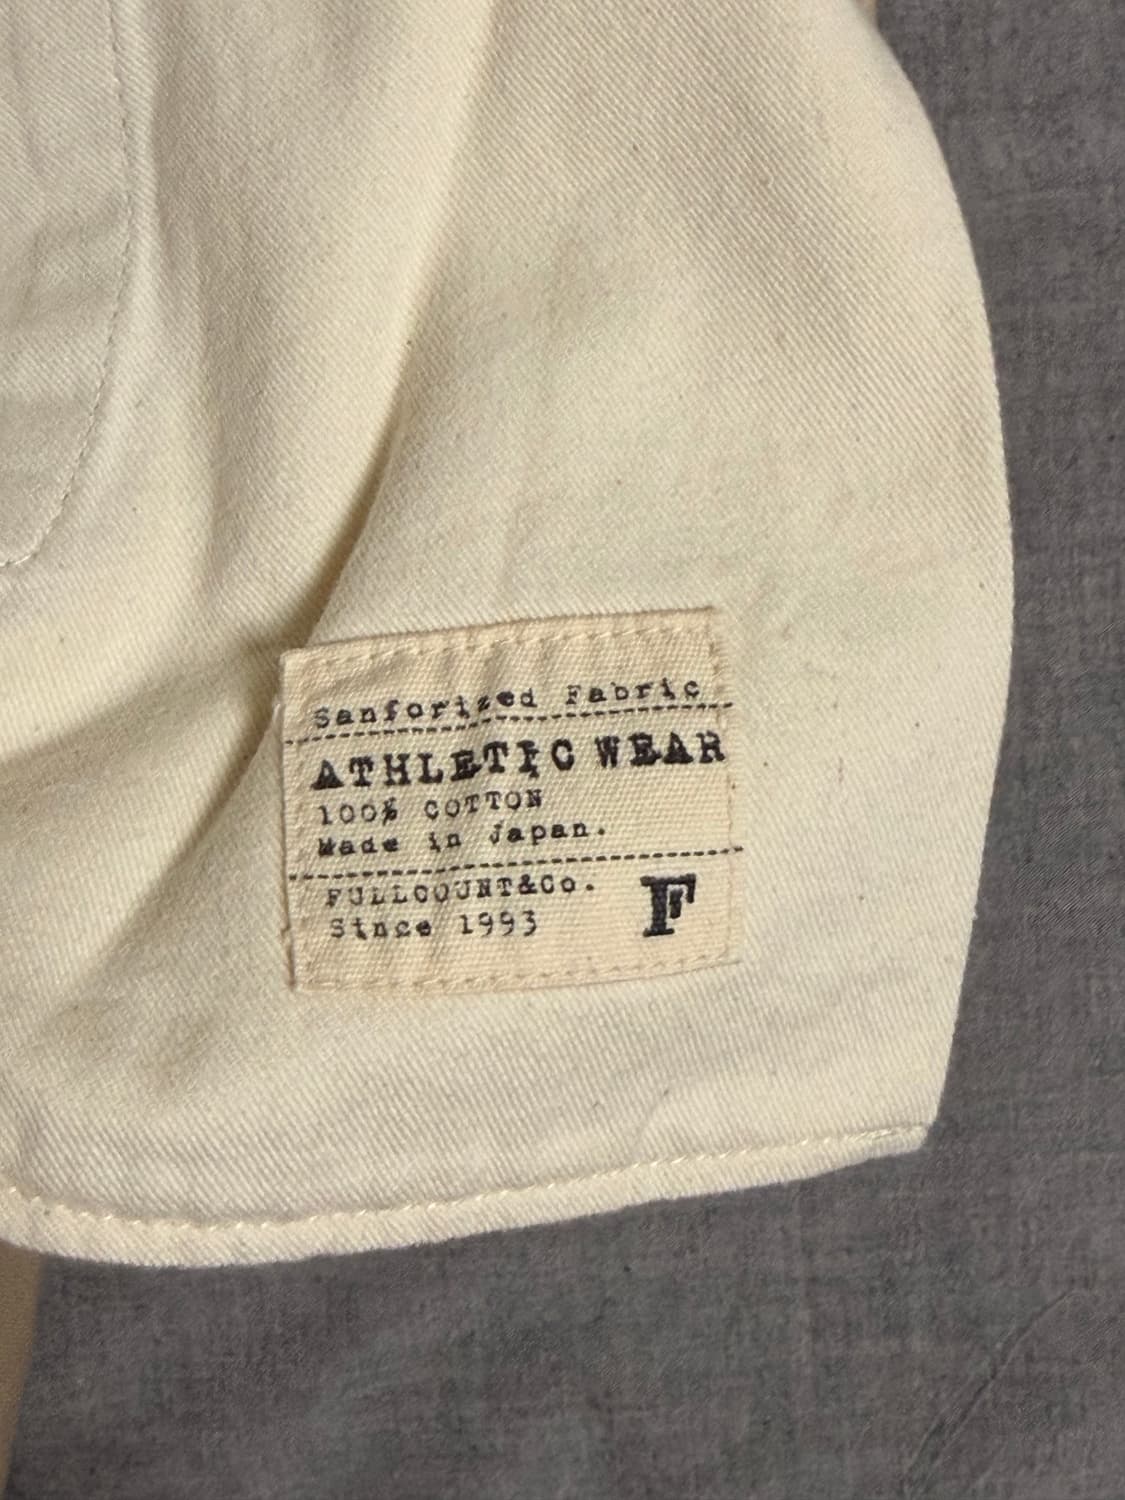 Sanforized Fabric
ATHLETIC WEAR
100% COTTON
Made in Japan.
FULLCOUNT&Co.
Since 1993
F